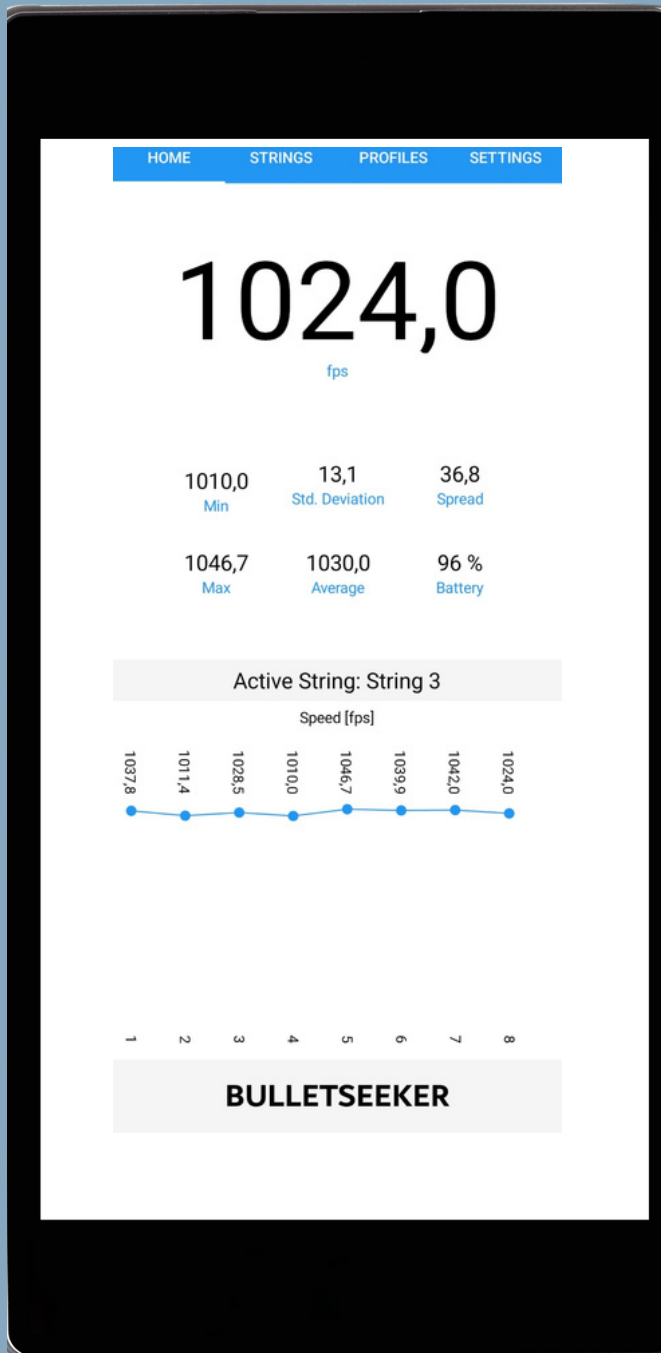 HOME STRINGS PROFILES SETTINGS
1024,0
fps
1010,0 13,1 36,8
Min Std. Deviation Spread
1046,7 1030,0 96 %
Max Average Battery
Active String: String 3
Speed [fps]
1037,8 1011,4 1028,5 1010,0 1046,7 1039,9 1042,0 1024,0
1 2 3 4 5 6 7 8
BULLETSEEKER